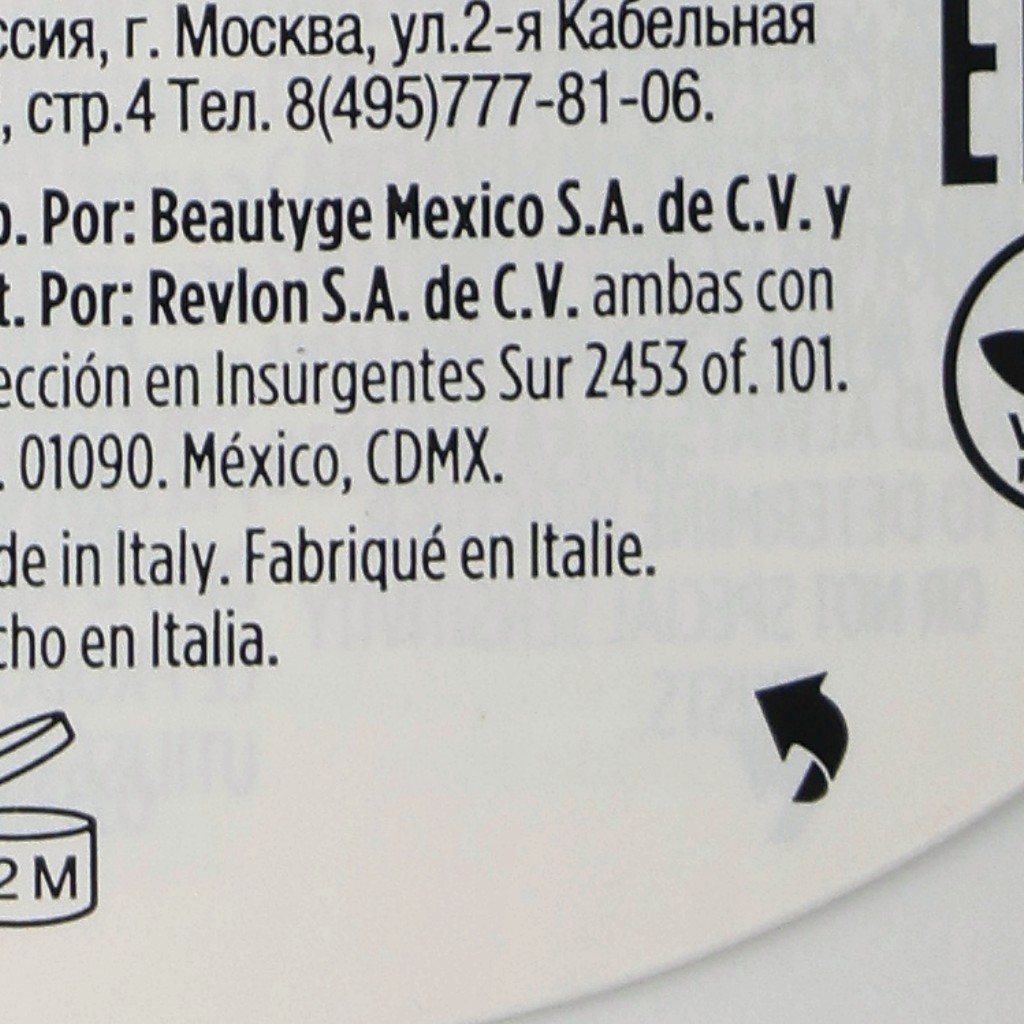 ссия, г. Москва, ул.2-я Кабельная
, стр.4 Тел. 8(495)777-81-06.
. Por: Beautyge Mexico S.A. de C.V. y
t. Por: Revlon S.A. de C.V. ambas con
ección en Insurgentes Sur 2453 of. 101.
. 01090. México, CDMX.
de in Italy. Fabriqué en Italie.
cho en Italia.
2 M
E